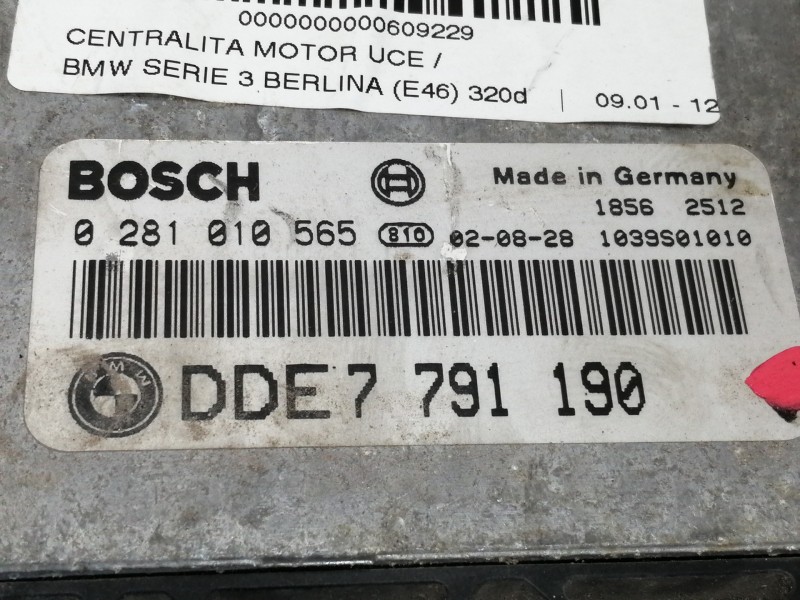 0000000000609229
CENTRALITA MOTOR UCE /
BMW SERIE 3 BERLINA (E46) 320d | 09.01 - 12
BOSCH Made in Germany
1856 2512
0 281 010 565 810 02-08-28 1039S01010
BMW DDE7 791 190